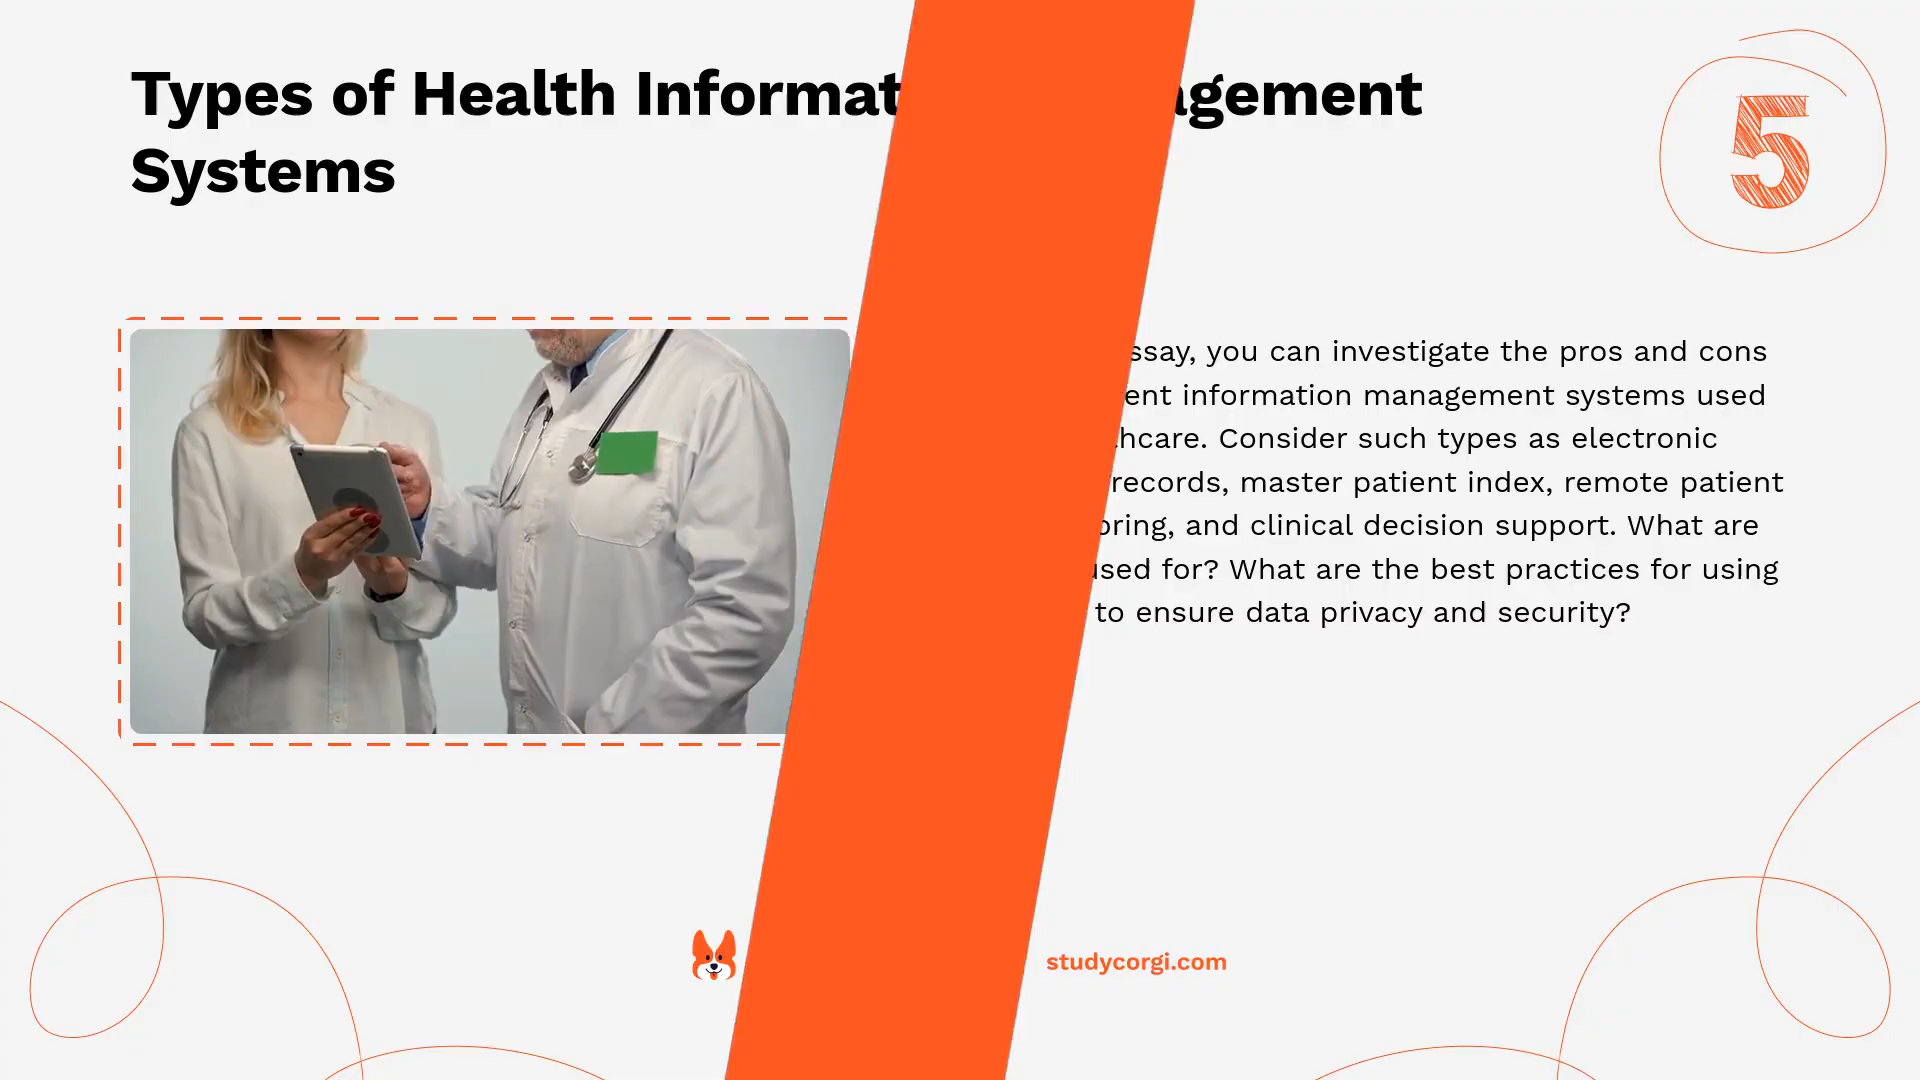 Types of Health Informat agement
Systems
5
ssay, you can investigate the pros and cons
ent information management systems used
hcare. Consider such types as electronic
records, master patient index, remote patient
oring, and clinical decision support. What are
used for? What are the best practices for using
to ensure data privacy and security?
studycorgi.com